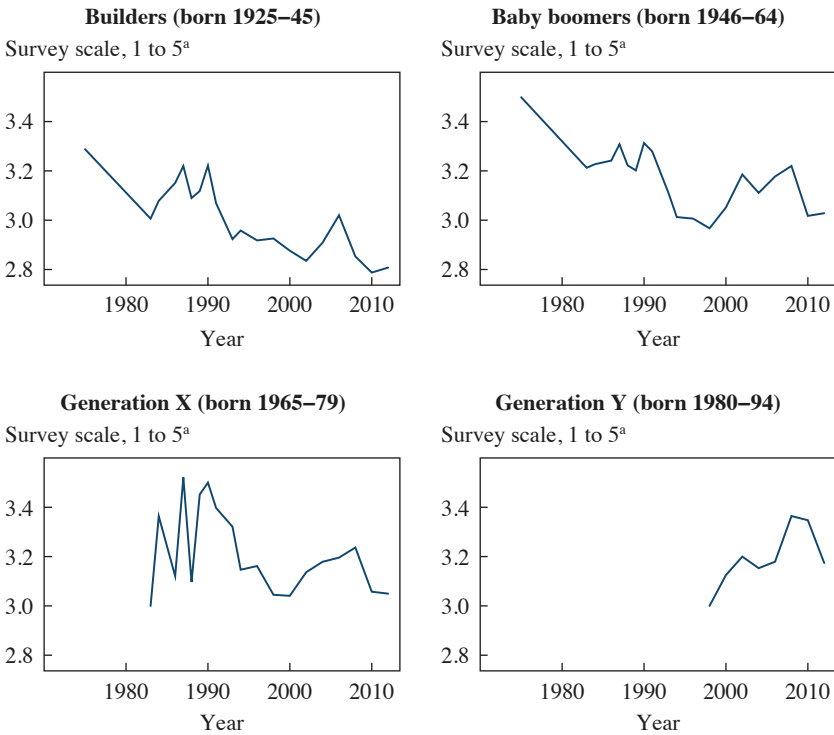 Builders (born 1925–45)
Survey scale, 1 to 5ᵃ
3.4
3.2
3.0
2.8
1980 1990 2000 2010
Year
Baby boomers (born 1946–64)
Survey scale, 1 to 5ᵃ
3.4
3.2
3.0
2.8
1980 1990 2000 2010
Year
Generation X (born 1965–79)
Survey scale, 1 to 5ᵃ
3.4
3.2
3.0
2.8
1980 1990 2000 2010
Year
Generation Y (born 1980–94)
Survey scale, 1 to 5ᵃ
3.4
3.2
3.0
2.8
1980 1990 2000 2010
Year